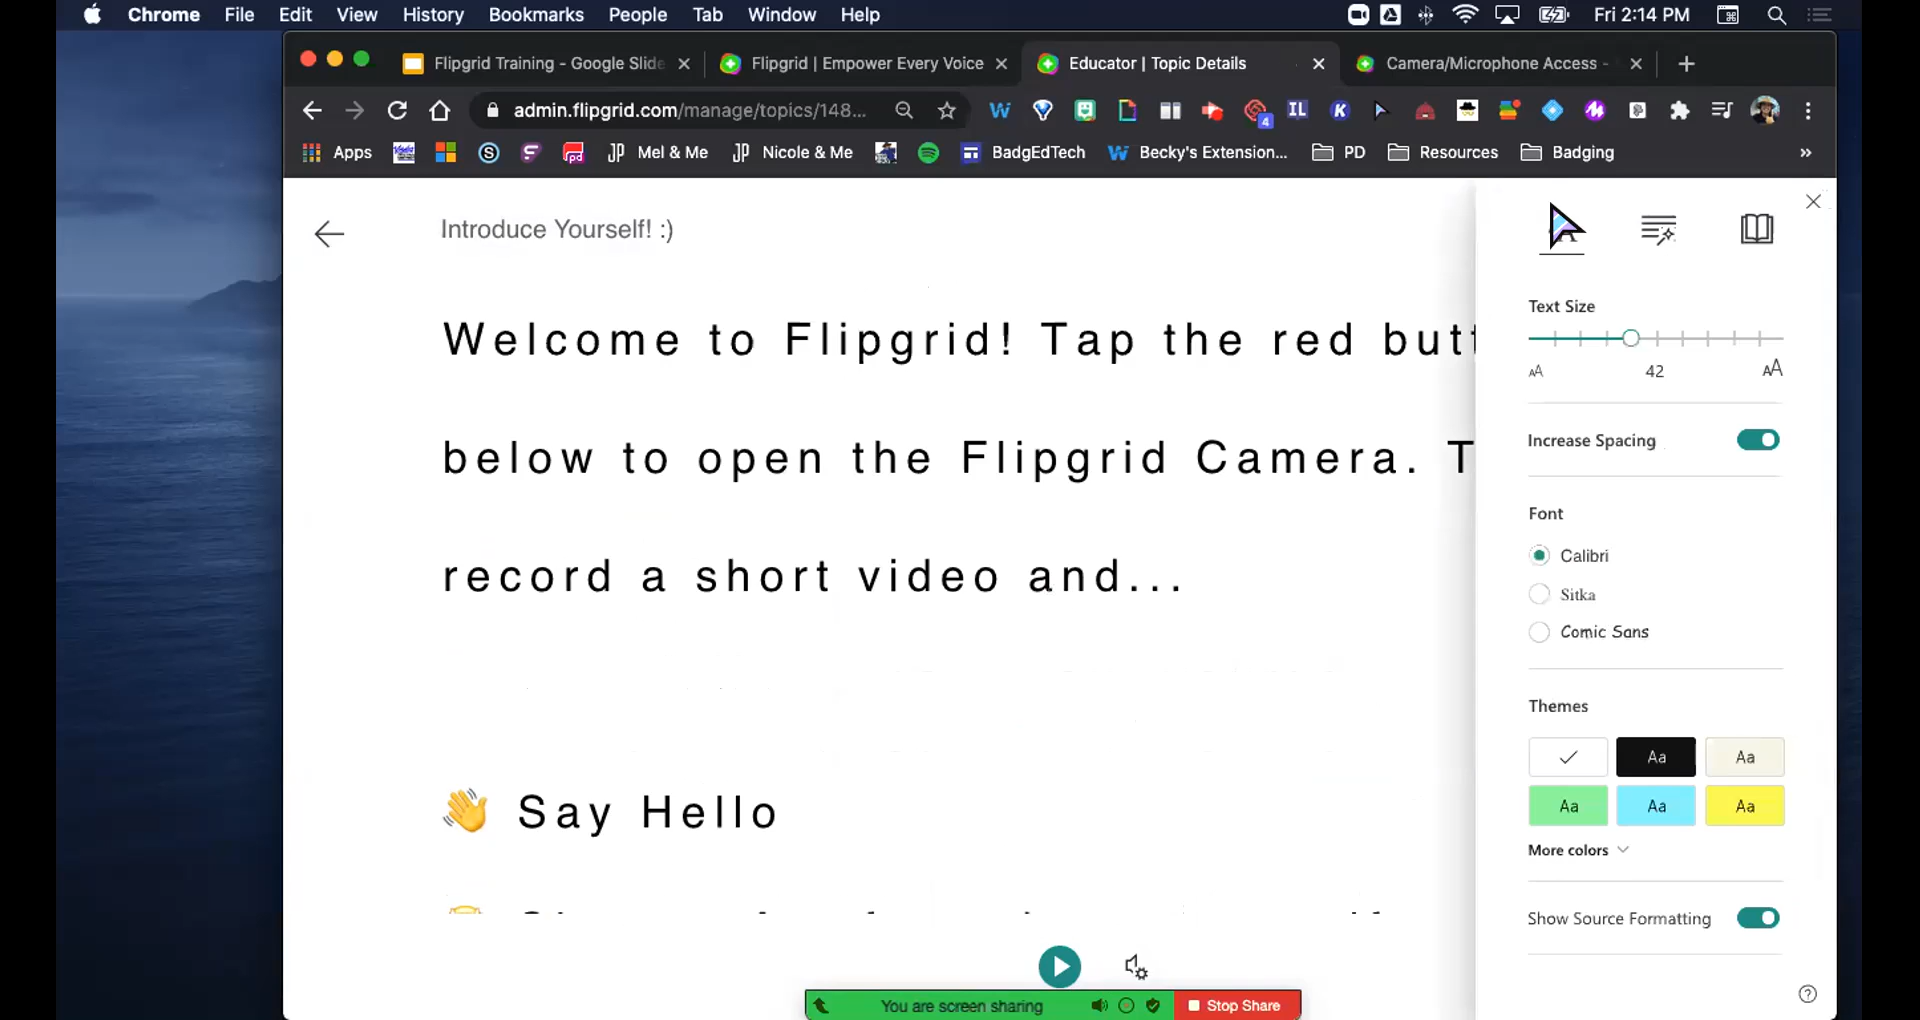 Chrome File Edit View History Bookmarks People Tab Window Help Fri 2:14 PM
Flipgrid Training - Google Slide Flipgrid | Empower Every Voice Educator | Topic Details Camera/Microphone Access -
admin.flipgrid.com/manage/topics/148... 4 IL K
Apps Mel & Me Nicole & Me BadgEdTech Becky's Extension... PD Resources Badging »
Introduce Yourself! :)
Welcome to Flipgrid! Tap the red butt
below to open the Flipgrid Camera. T
record a short video and...
👋 Say Hello
Text Size
AA 42 AA
Increase Spacing
Font
Calibri
Sitka
Comic Sans
Themes
Aa Aa
Aa Aa Aa
More colors
Show Source Formatting
You are screen sharing Stop Share